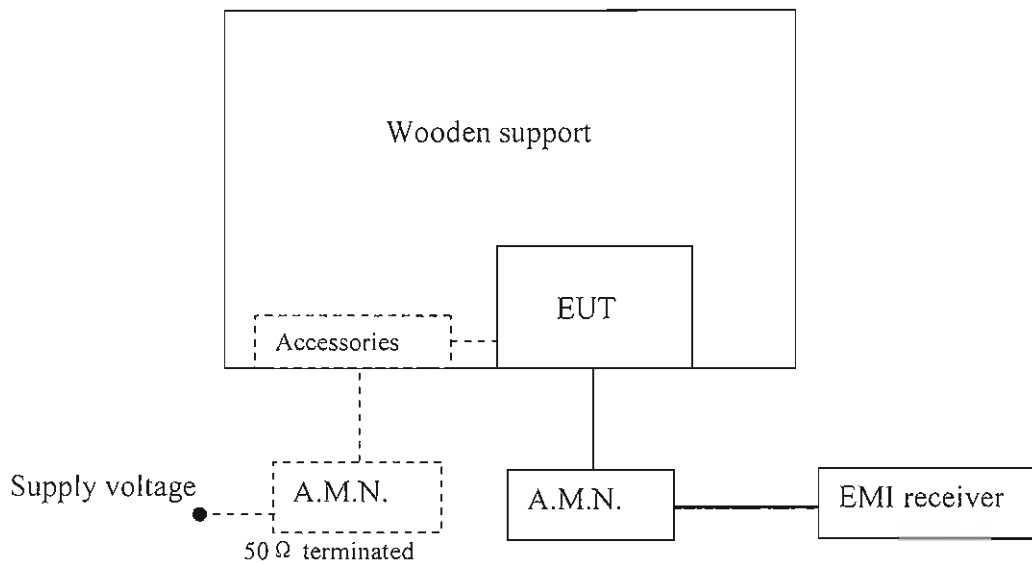 Wooden support
EUT
Accessories
Supply voltage
A.M.N.
50 Ω terminated
A.M.N.
EMI receiver